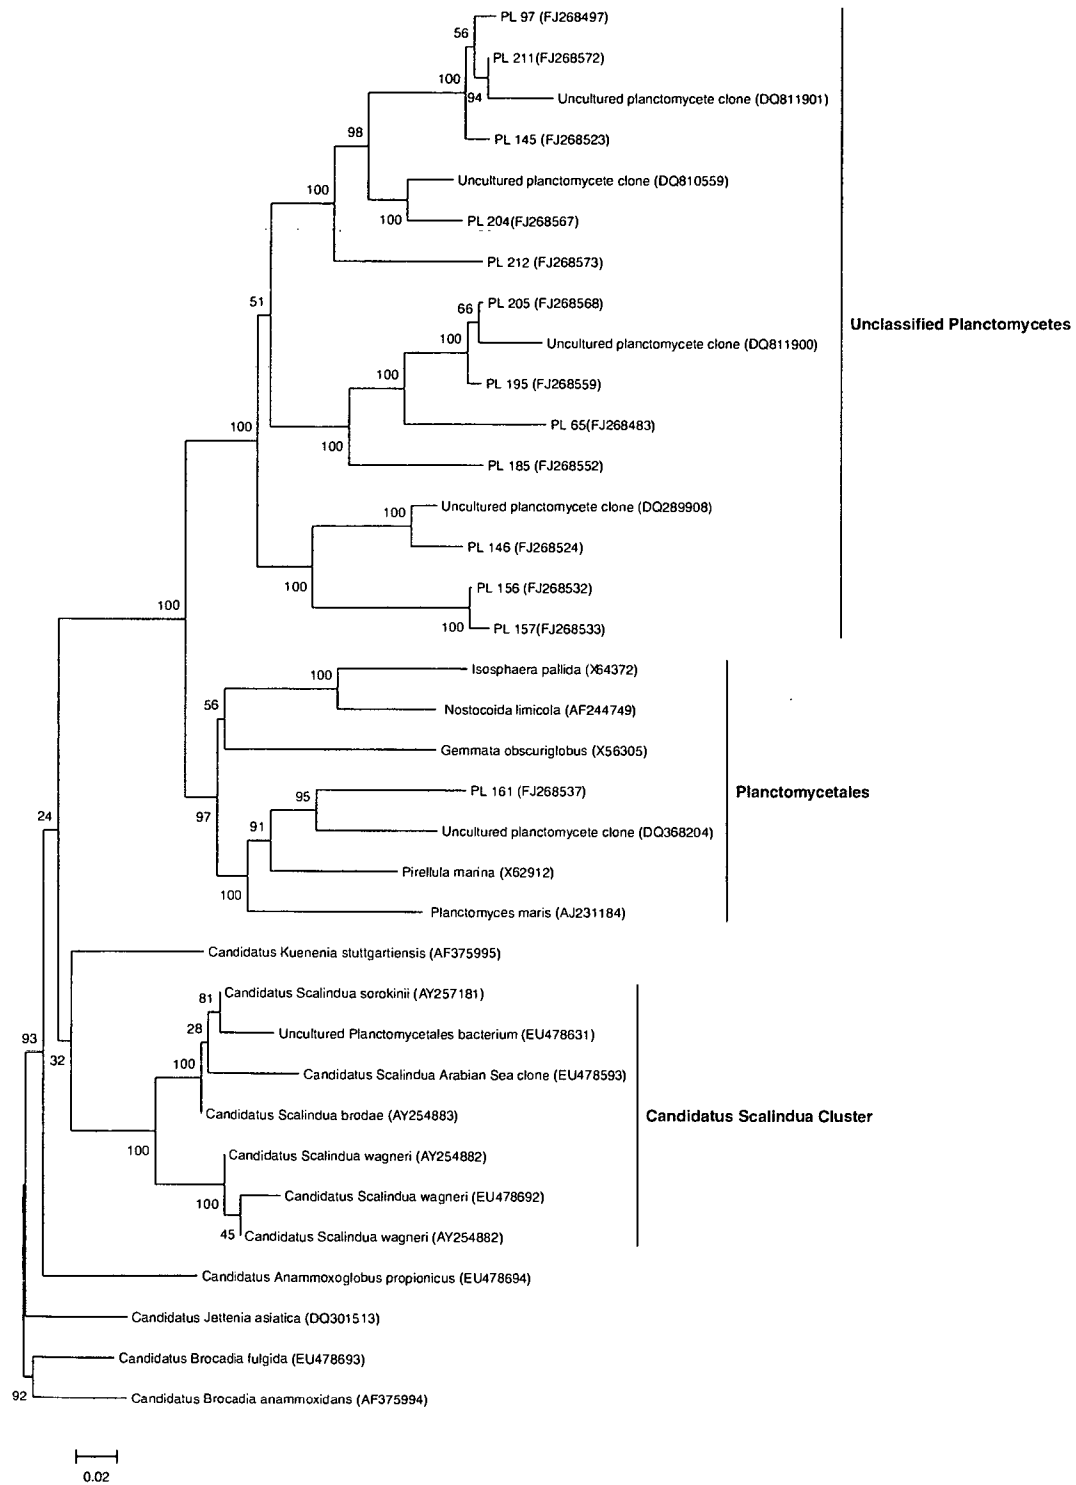 PL 97 (FJ268497)
56
PL 211(FJ268572)
100
94
Uncultured planctomycete clone (DQ811901)
98
PL 145 (FJ268523)
Uncultured planctomycete clone (DQ810559)
100
100
PL 204(FJ268567)
PL 212 (FJ268573)
51
66
PL 205 (FJ268568)
Unclassified Planctomycetes
100
Uncultured planctomycete clone (DQ811900)
100
PL 195 (FJ268559)
100
PL 65(FJ268483)
100
PL 185 (FJ268552)
100
Uncultured planctomycete clone (DQ289908)
PL 146 (FJ268524)
100
PL 156 (FJ268532)
100
100
PL 157(FJ268533)
100
Isosphaera pallida (X64372)
56
Nostocoida limicola (AF244749)
Gemmata obscuriglobus (X56305)
95
PL 161 (FJ268537)
Planctomycetales
24
97
91
Uncultured planctomycete clone (DQ368204)
Pirellula marina (X62912)
100
Planctomyces maris (AJ231184)
Candidatus Kuenenia stuttgartiensis (AF375995)
81
Candidatus Scalindua sorokinii (AY257181)
93
28
Uncultured Planctomycetales bacterium (EU478631)
32
100
Candidatus Scalindua Arabian Sea clone (EU478593)
Candidatus Scalindua brodae (AY254883)
Candidatus Scalindua Cluster
100
Candidatus Scalindua wagneri (AY254882)
100
Candidatus Scalindua wagneri (EU478692)
45
Candidatus Scalindua wagneri (AY254882)
Candidatus Anammoxoglobus propionicus (EU478694)
Candidatus Jettenia asiatica (DQ301513)
Candidatus Brocadia fulgida (EU478693)
92
Candidatus Brocadia anammoxidans (AF375994)
0.02